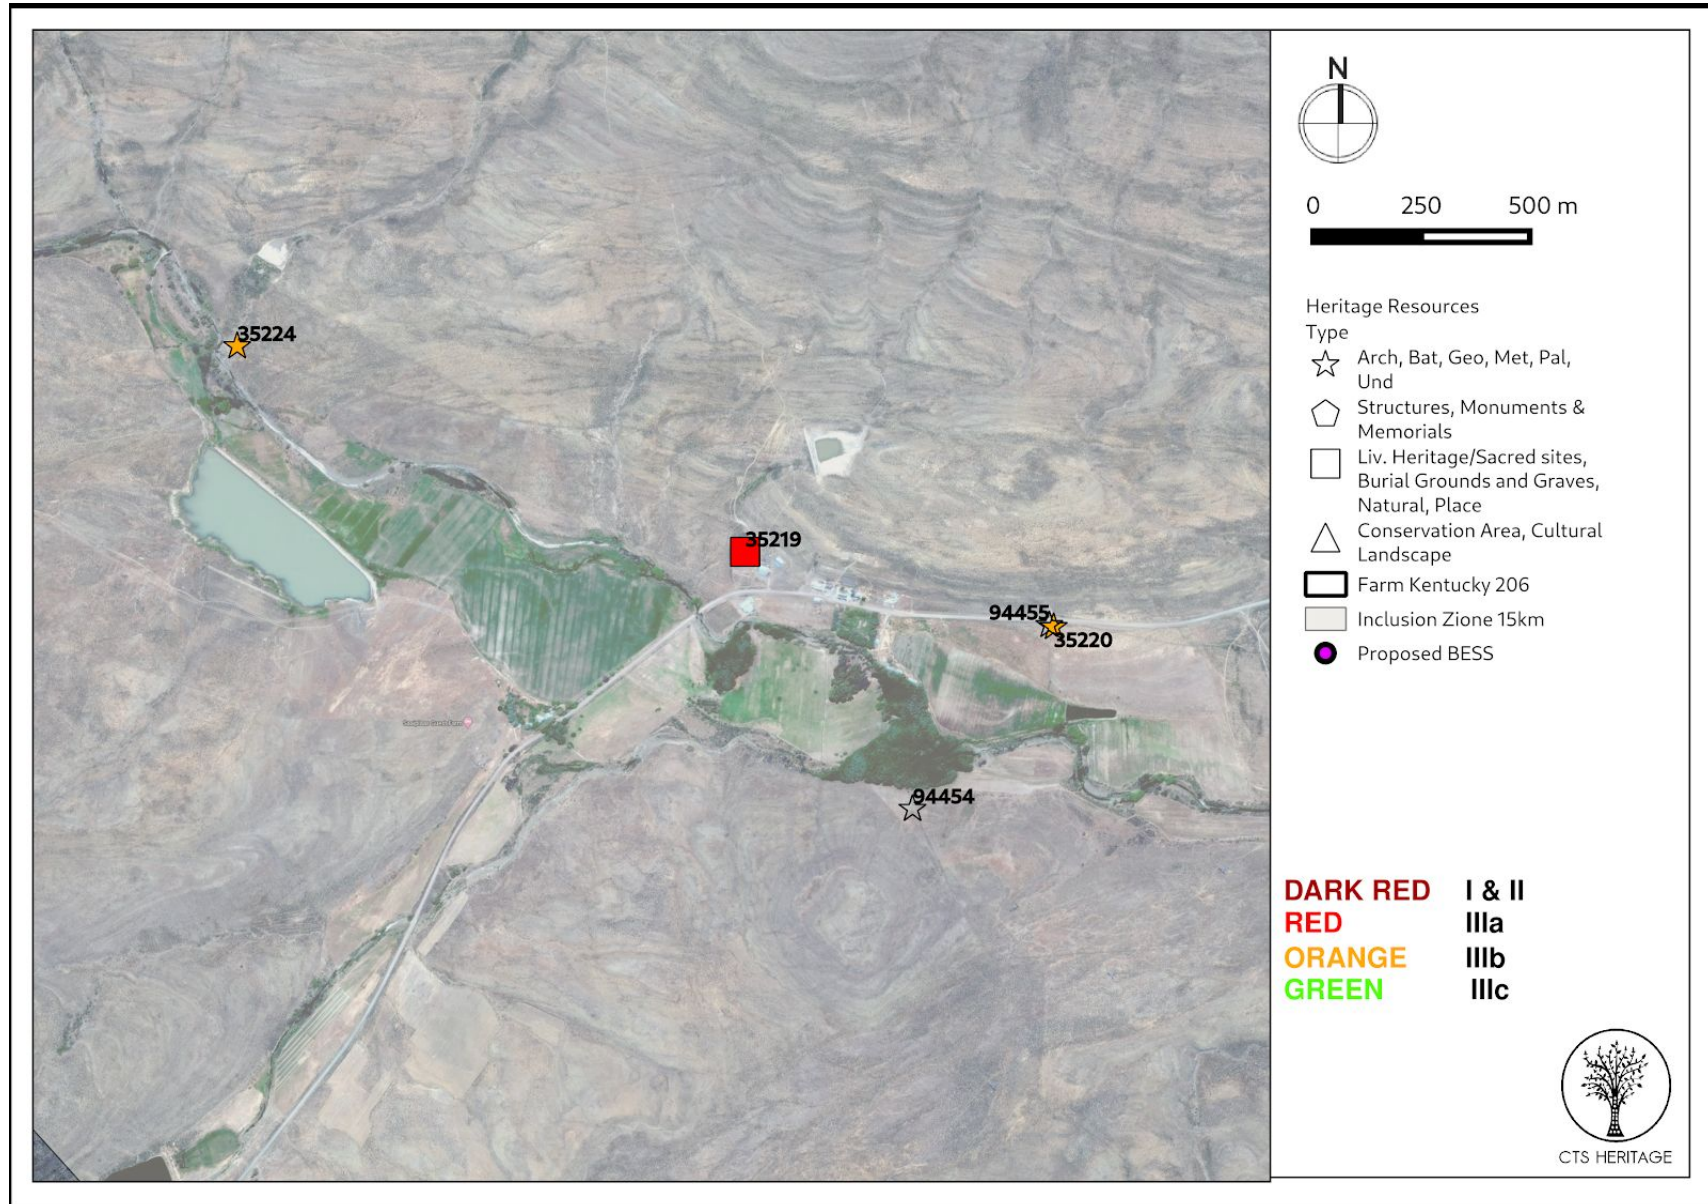 35224
35219
94455
35220
94454
N
0 250 500 m
Heritage Resources
Type
Arch, Bat, Geo, Met, Pal,
Und
Structures, Monuments &
Memorials
Liv. Heritage/Sacred sites,
Burial Grounds and Graves,
Natural, Place
Conservation Area, Cultural
Landscape
Farm Kentucky 206
Inclusion Zione 15km
Proposed BESS
DARK RED I & II
RED IIIa
ORANGE IIIb
GREEN IIIc
CTS HERITAGE